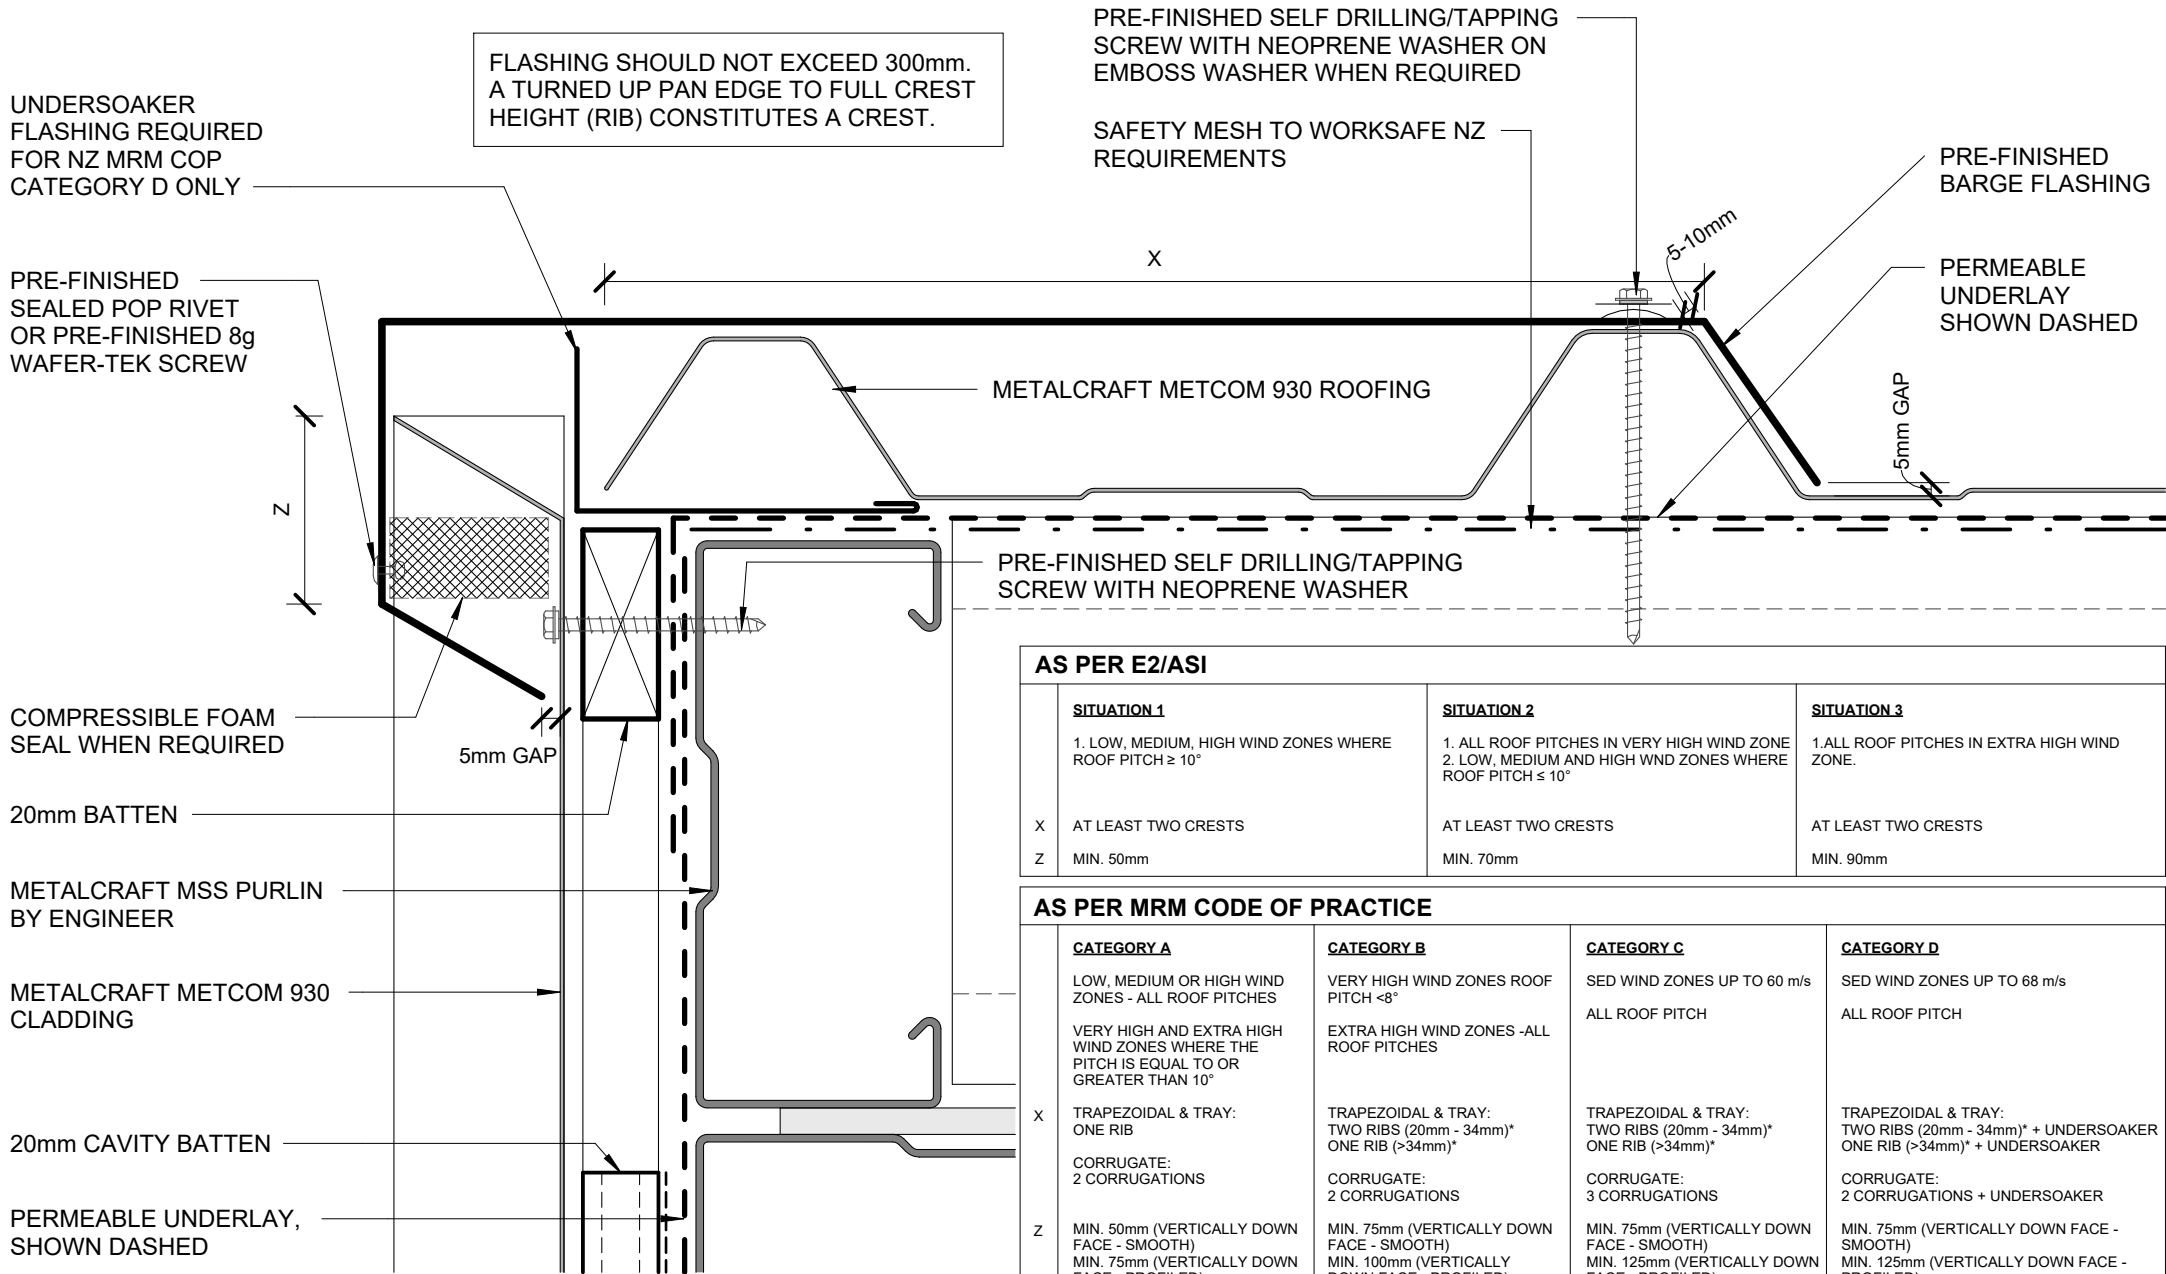 FLASHING SHOULD NOT EXCEED 300mm.
A TURNED UP PAN EDGE TO FULL CREST
HEIGHT (RIB) CONSTITUTES A CREST.
PRE-FINISHED SELF DRILLING/TAPPING
SCREW WITH NEOPRENE WASHER ON
EMBOSS WASHER WHEN REQUIRED
SAFETY MESH TO WORKSAFE NZ
REQUIREMENTS
UNDERSOAKER
FLASHING REQUIRED
FOR NZ MRM COP
CATEGORY D ONLY
PRE-FINISHED
BARGE FLASHING
5-10mm
X
PRE-FINISHED
SEALED POP RIVET
OR PRE-FINISHED 8g
WAFER-TEK SCREW
PERMEABLE
UNDERLAY
SHOWN DASHED
METALCRAFT METCOM 930 ROOFING
5mm GAP
Z
PRE-FINISHED SELF DRILLING/TAPPING
SCREW WITH NEOPRENE WASHER
COMPRESSIBLE FOAM
SEAL WHEN REQUIRED
5mm GAP
20mm BATTEN
METALCRAFT MSS PURLIN
BY ENGINEER
METALCRAFT METCOM 930
CLADDING
20mm CAVITY BATTEN
PERMEABLE UNDERLAY,
SHOWN DASHED
AS PER E2/ASI
SITUATION 1
1. LOW, MEDIUM, HIGH WIND ZONES WHERE
ROOF PITCH ≥ 10°
SITUATION 2
1. ALL ROOF PITCHES IN VERY HIGH WIND ZONE
2. LOW, MEDIUM AND HIGH WND ZONES WHERE
ROOF PITCH ≤ 10°
SITUATION 3
1.ALL ROOF PITCHES IN EXTRA HIGH WIND
ZONE.
X AT LEAST TWO CRESTS AT LEAST TWO CRESTS AT LEAST TWO CRESTS
Z MIN. 50mm MIN. 70mm MIN. 90mm
AS PER MRM CODE OF PRACTICE
CATEGORY A
LOW, MEDIUM OR HIGH WIND
ZONES - ALL ROOF PITCHES
VERY HIGH AND EXTRA HIGH
WIND ZONES WHERE THE
PITCH IS EQUAL TO OR
GREATER THAN 10°
CATEGORY B
VERY HIGH WIND ZONES ROOF
PITCH <8°
EXTRA HIGH WIND ZONES -ALL
ROOF PITCHES
CATEGORY C
SED WIND ZONES UP TO 60 m/s
ALL ROOF PITCH
CATEGORY D
SED WIND ZONES UP TO 68 m/s
ALL ROOF PITCH
X
TRAPEZOIDAL & TRAY:
ONE RIB
CORRUGATE:
2 CORRUGATIONS
TRAPEZOIDAL & TRAY:
TWO RIBS (20mm - 34mm)*
ONE RIB (>34mm)*
CORRUGATE:
2 CORRUGATIONS
TRAPEZOIDAL & TRAY:
TWO RIBS (20mm - 34mm)*
ONE RIB (>34mm)*
CORRUGATE:
3 CORRUGATIONS
TRAPEZOIDAL & TRAY:
TWO RIBS (20mm - 34mm)* + UNDERSOAKER
ONE RIB (>34mm)* + UNDERSOAKER
CORRUGATE:
2 CORRUGATIONS + UNDERSOAKER
Z
MIN. 50mm (VERTICALLY DOWN
FACE - SMOOTH)
MIN. 75mm (VERTICALLY DOWN
FACE - PROFILED)
MIN. 75mm (VERTICALLY DOWN
FACE - SMOOTH)
MIN. 100mm (VERTICALLY
DOWN FACE - PROFILED)
MIN. 75mm (VERTICALLY DOWN
FACE - SMOOTH)
MIN. 125mm (VERTICALLY DOWN
FACE - PROFILED)
MIN. 75mm (VERTICALLY DOWN FACE -
SMOOTH)
MIN. 125mm (VERTICALLY DOWN FACE -
PROFILED)